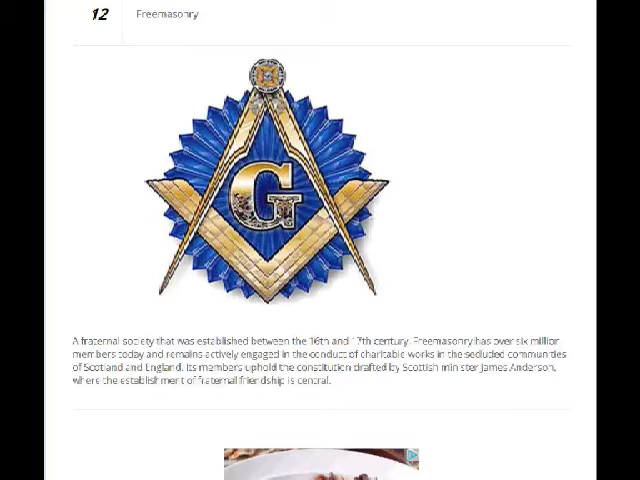 12
Freemasonry
G
A fraternal society that was established between the 16th and 17th century. Freemasonry has over six million
members today and remains actively engaged in the conduct of charitable works in the secluded communities
of Scotland and England. Its members uphold the constitution drafted by Scottish minister James Anderson,
where the establishment of fraternal friendship is central.